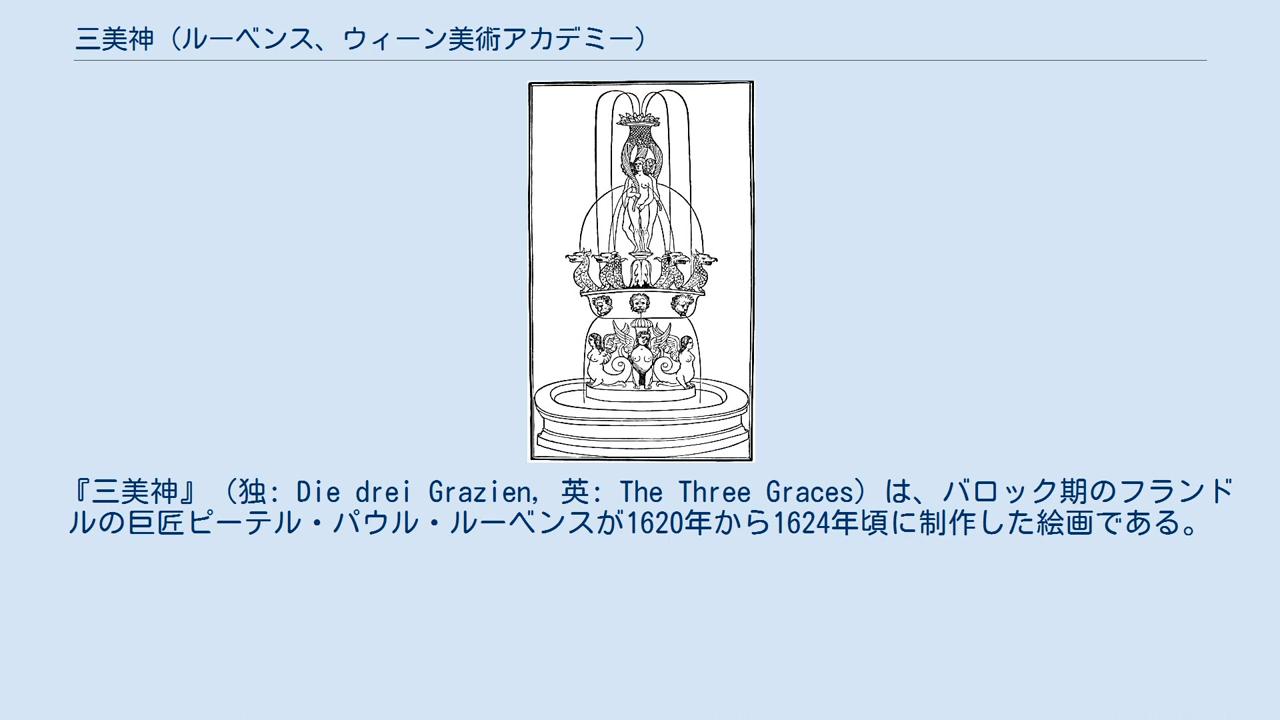 三美神（ルーベンス、ウィーン美術アカデミー）
『三美神』（独: Die drei Grazien, 英: The Three Graces）は、バロック期のフランド
ルの巨匠ピーテル・パウル・ルーベンスが1620年から1624年頃に制作した絵画である。